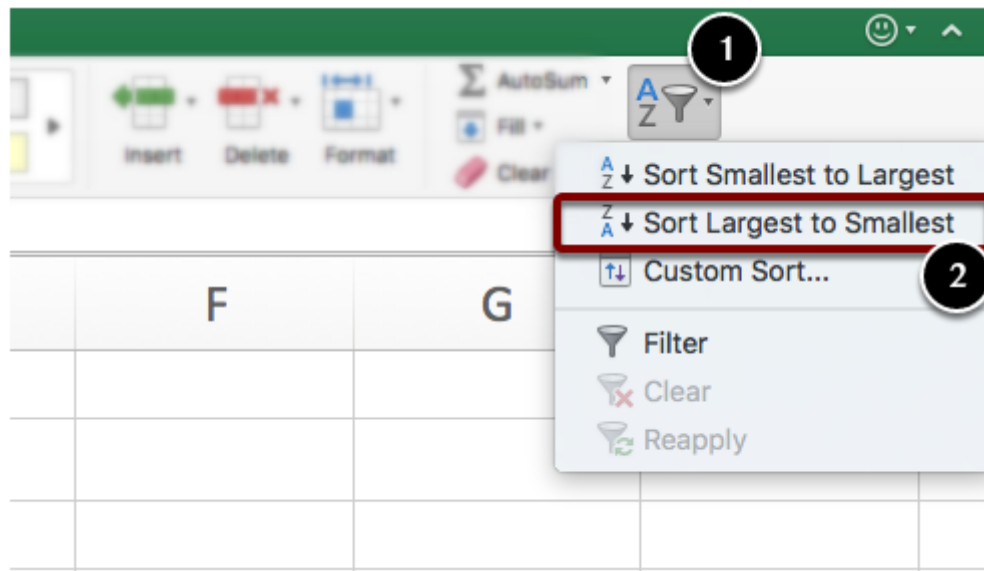 1
AutoSum
Fill
Clear
Insert Delete Format
A
Z
Sort Smallest to Largest
Sort Largest to Smallest
2
Custom Sort...
Filter
Clear
Reapply
F G